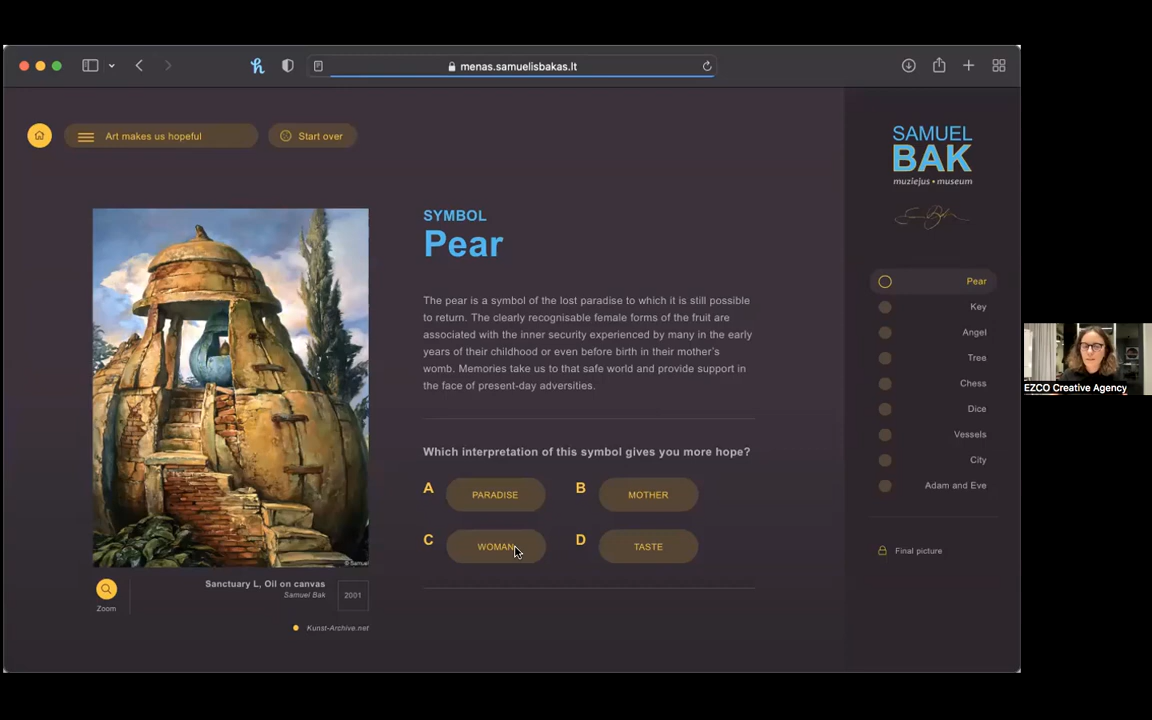 menas.samuelisbakas.lt
Art makes us hopeful
Start over
SAMUEL
BAK
muziejus • museum
SYMBOL
Pear
The pear is a symbol of the lost paradise to which it is still possible
to return. The clearly recognisable female forms of the fruit are
associated with the inner security experienced by many in the early
years of their childhood or even before birth in their mother's
womb. Memories take us to that safe world and provide support in
the face of present-day adversities.
Which interpretation of this symbol gives you more hope?
A PARADISE
B MOTHER
C WOMAN
D TASTE
Zoom
Sanctuary L, Oil on canvas
Samuel Bak
2001
Kunst-Archive.net
Pear
Key
Angel
Tree
Chess
Dice
Vessels
City
Adam and Eve
Final picture
EZCO Creative Agency